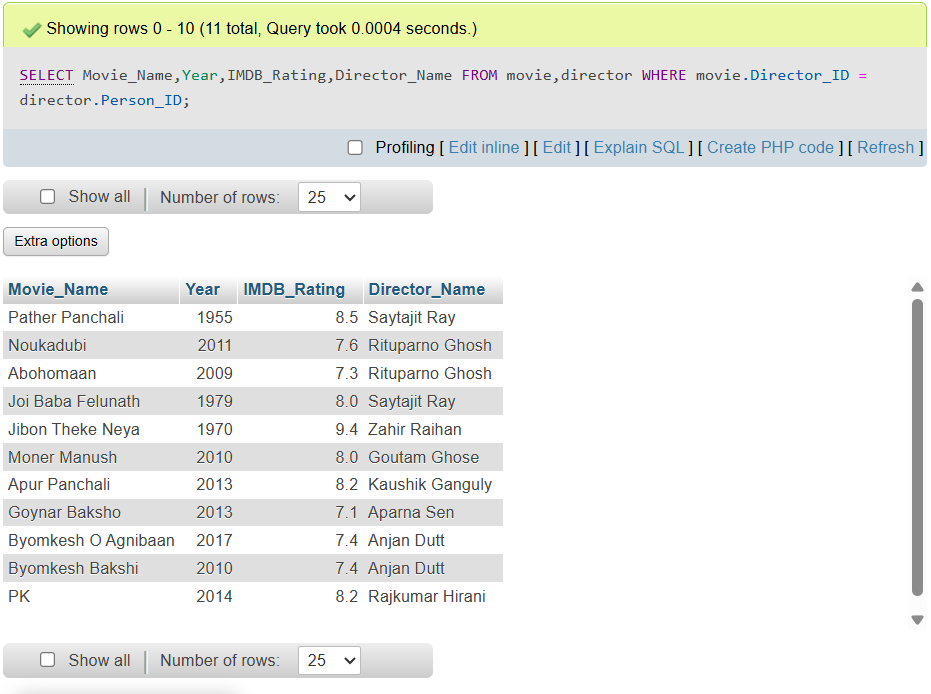 Showing rows 0 - 10 (11 total, Query took 0.0004 seconds.)
SELECT Movie_Name,Year,IMDB_Rating,Director_Name FROM movie,director WHERE movie.Director_ID =
director.Person_ID;
Profiling [ Edit inline ] [ Edit ] [ Explain SQL ] [ Create PHP code ] [ Refresh ]
Show all Number of rows: 25
Extra options
Movie_Name Year IMDB_Rating Director_Name
Pather Panchali 1955 8.5 Saytajit Ray
Noukadubi 2011 7.6 Rituparno Ghosh
Abohomaan 2009 7.3 Rituparno Ghosh
Joi Baba Felunath 1979 8.0 Saytajit Ray
Jibon Theke Neya 1970 9.4 Zahir Raihan
Moner Manush 2010 8.0 Goutam Ghose
Apur Panchali 2013 8.2 Kaushik Ganguly
Goynar Baksho 2013 7.1 Aparna Sen
Byomkesh O Agnibaan 2017 7.4 Anjan Dutt
Byomkesh Bakshi 2010 7.4 Anjan Dutt
PK 2014 8.2 Rajkumar Hirani
Show all Number of rows: 25